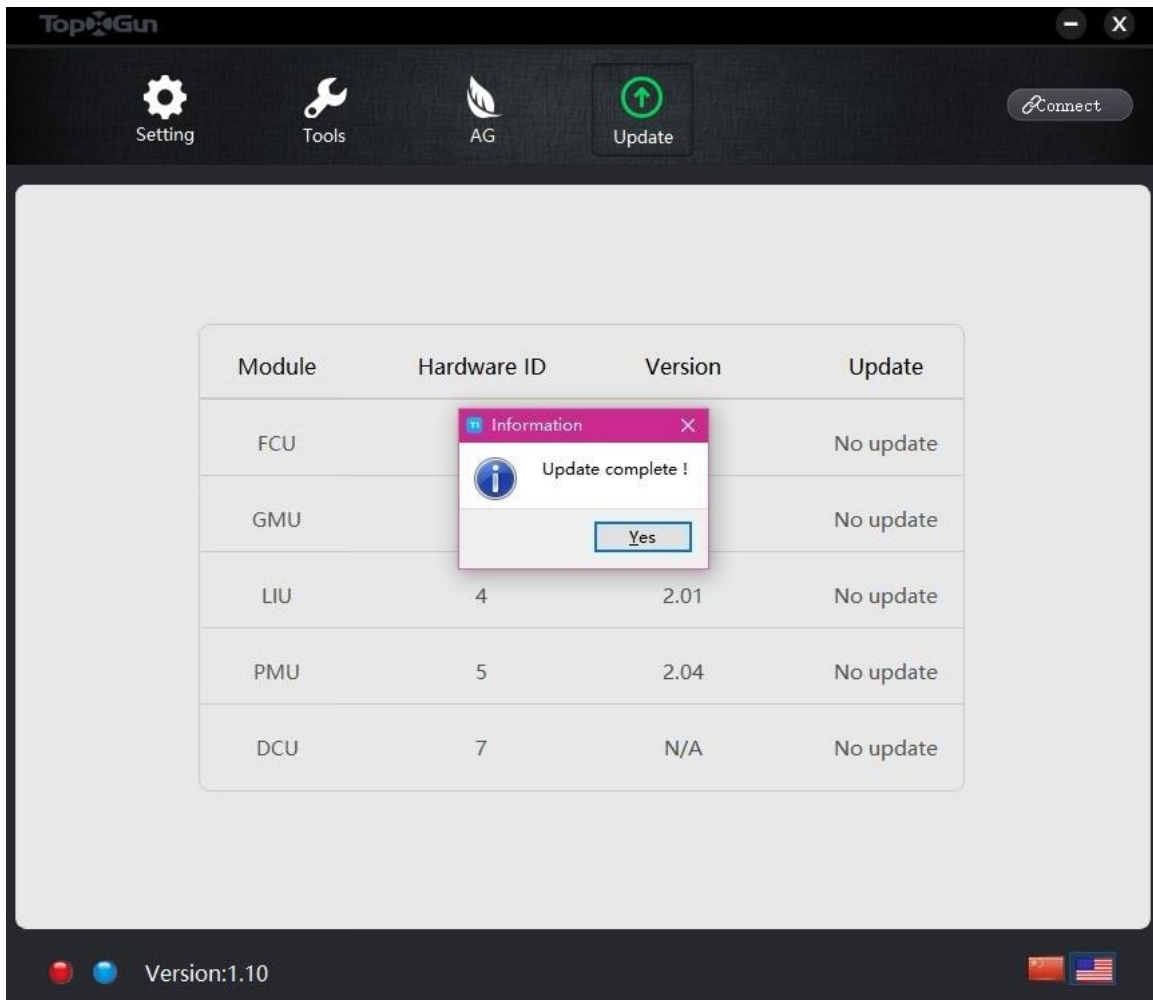 TopGun
Setting Tools AG Update Connect
Module Hardware ID Version Update
Information
FCU No update
Update complete !
GMU No update
Yes
LIU 4 2.01 No update
PMU 5 2.04 No update
DCU 7 N/A No update
Version:1.10